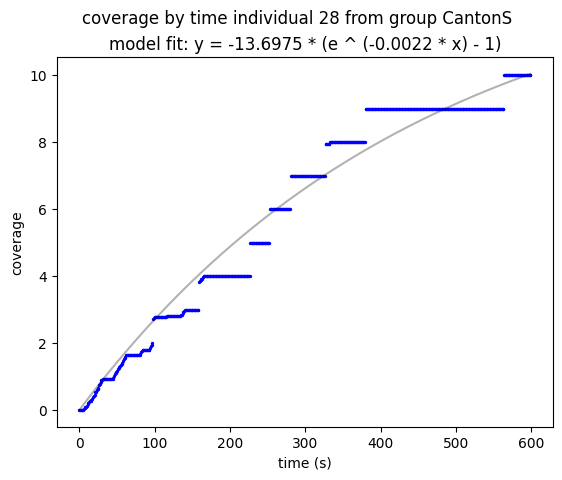 coverage by time individual 28 from group CantonS
model fit: y = -13.6975 * (e ^ (-0.0022 * x) - 1)
10
8
6
4
2
0
coverage
0 100 200 300 400 500 600
time (s)